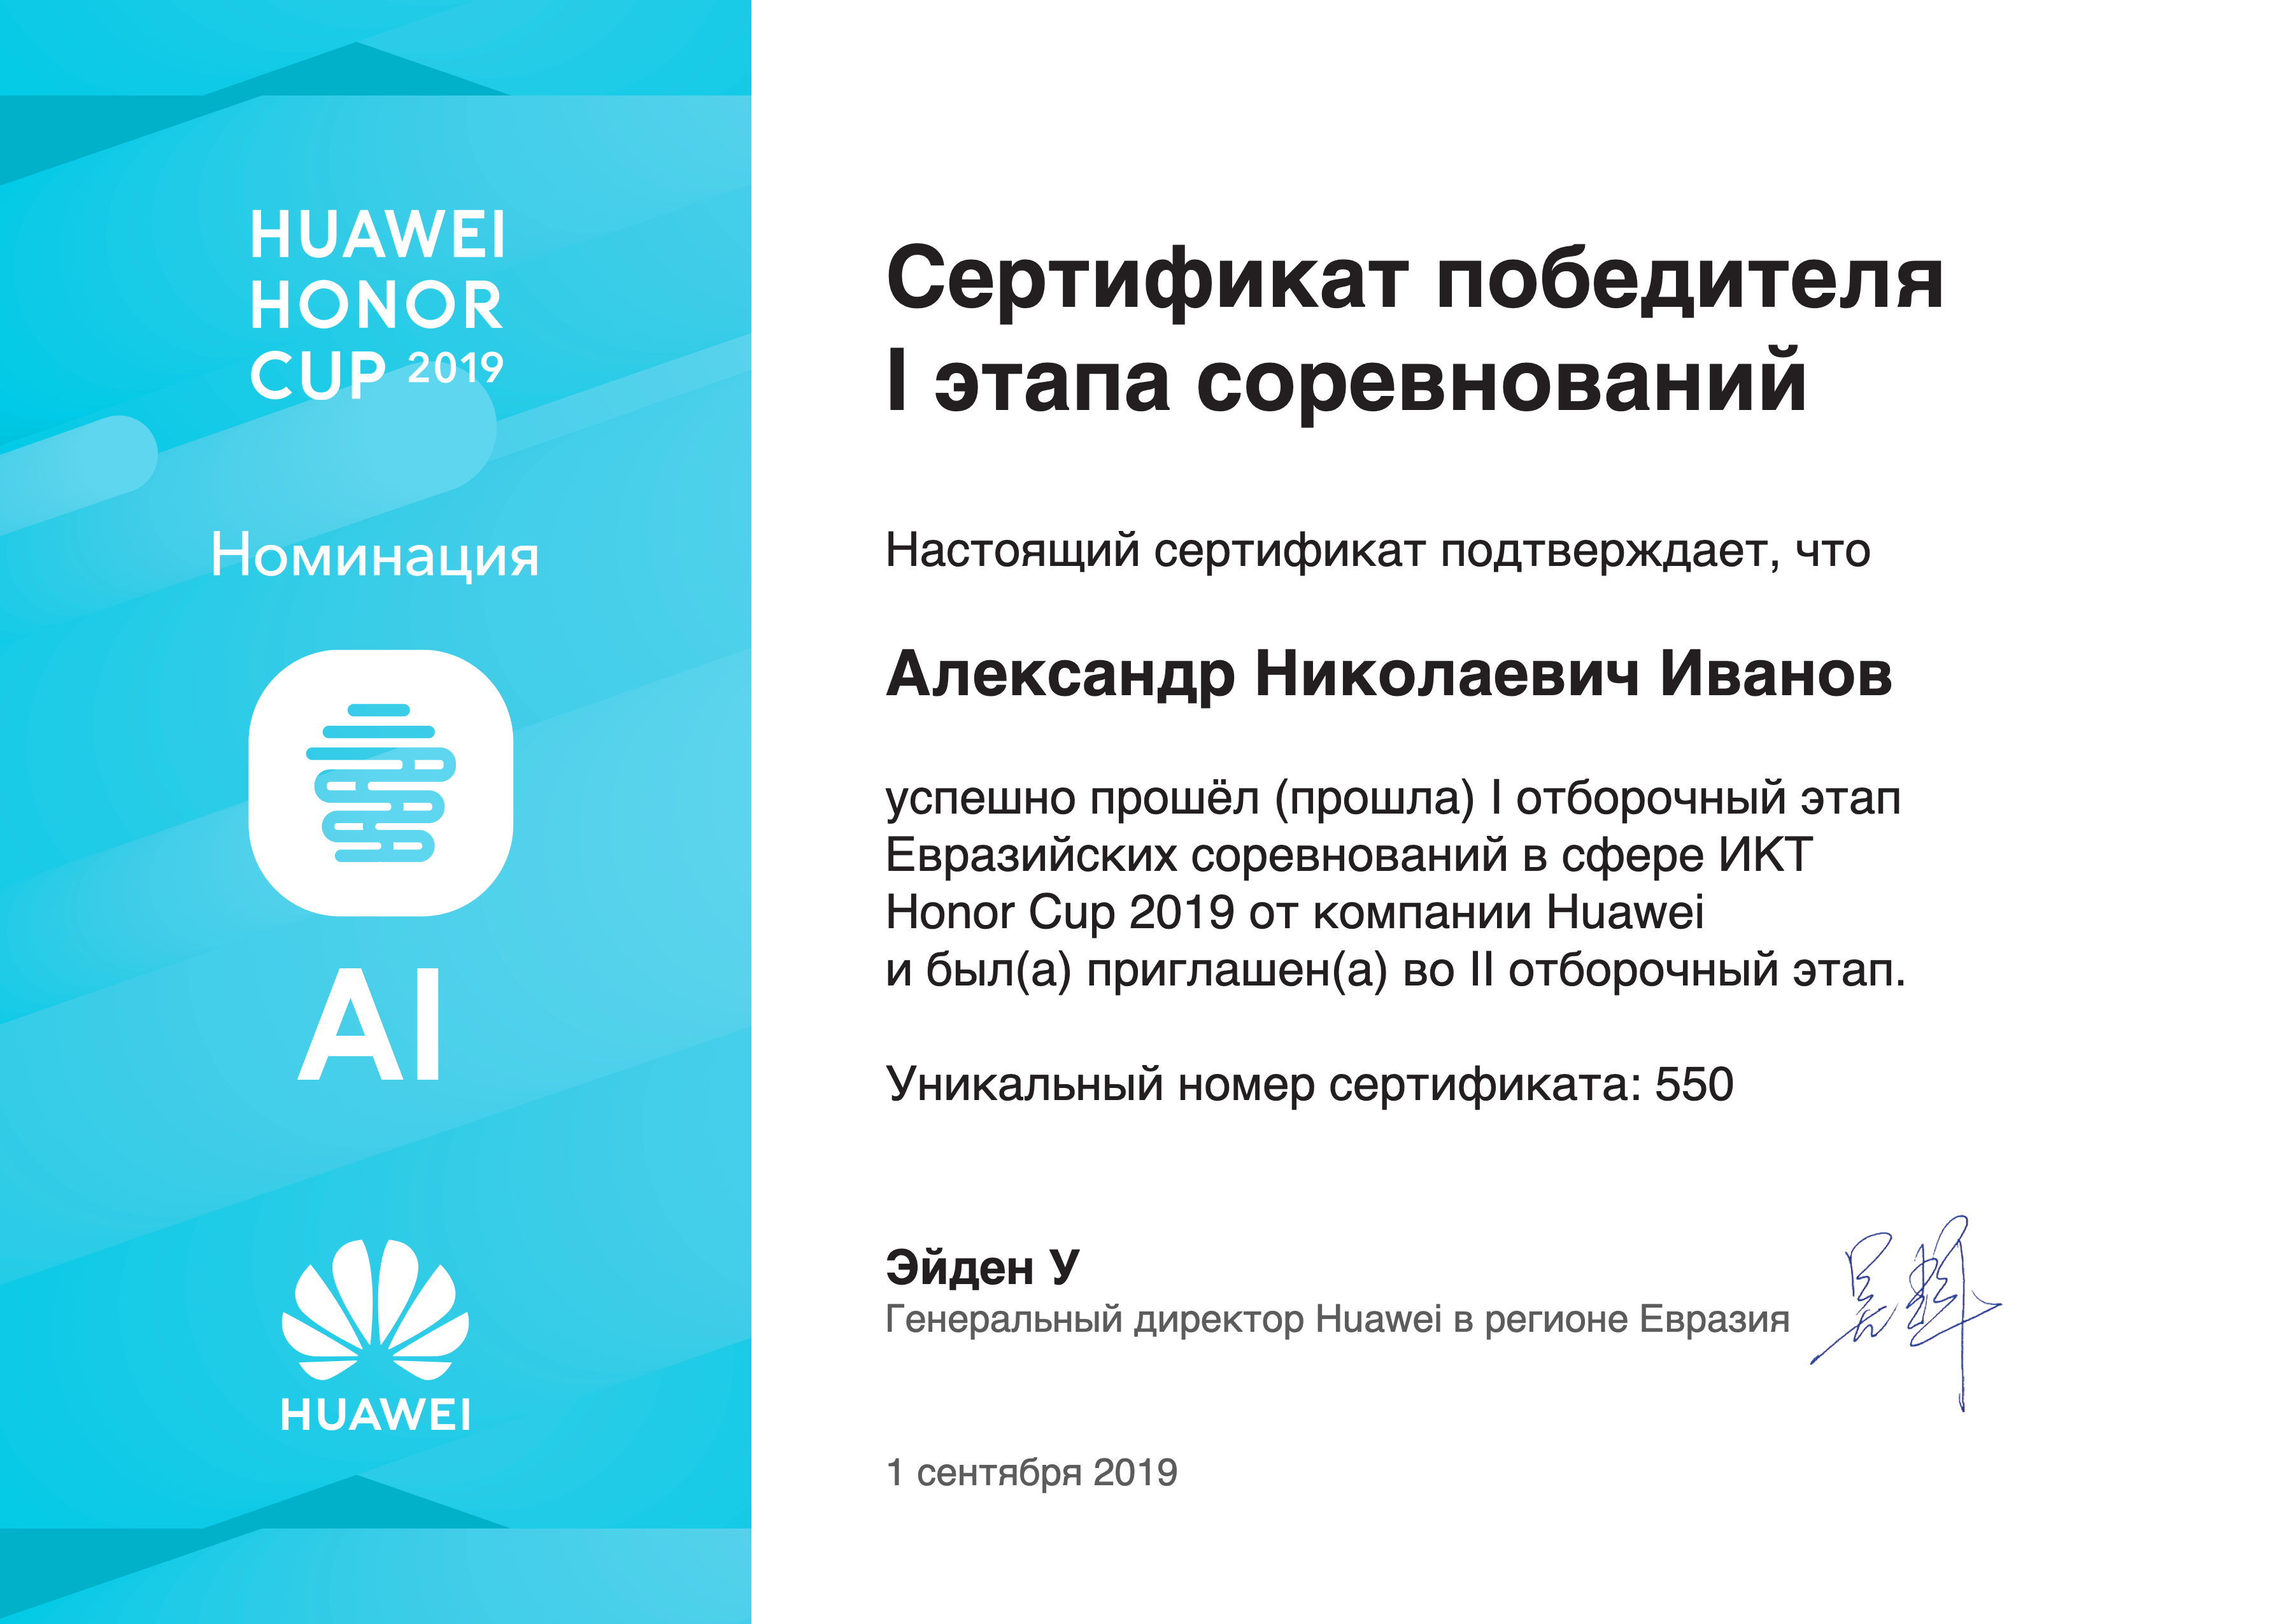 HUAWEI
HONOR
CUP 2019
Номинация
AI
HUAWEI
Сертификат победителя
I этапа соревнований
Настоящий сертификат подтверждает, что
Александр Николаевич Иванов
успешно прошёл (прошла) I отборочный этап
Евразийских соревнований в сфере ИКТ
Honor Cup 2019 от компании Huawei
и был(а) приглашен(а) во II отборочный этап.
Уникальный номер сертификата: 550
Эйден У
Генеральный директор Huawei в регионе Евразия
1 сентября 2019